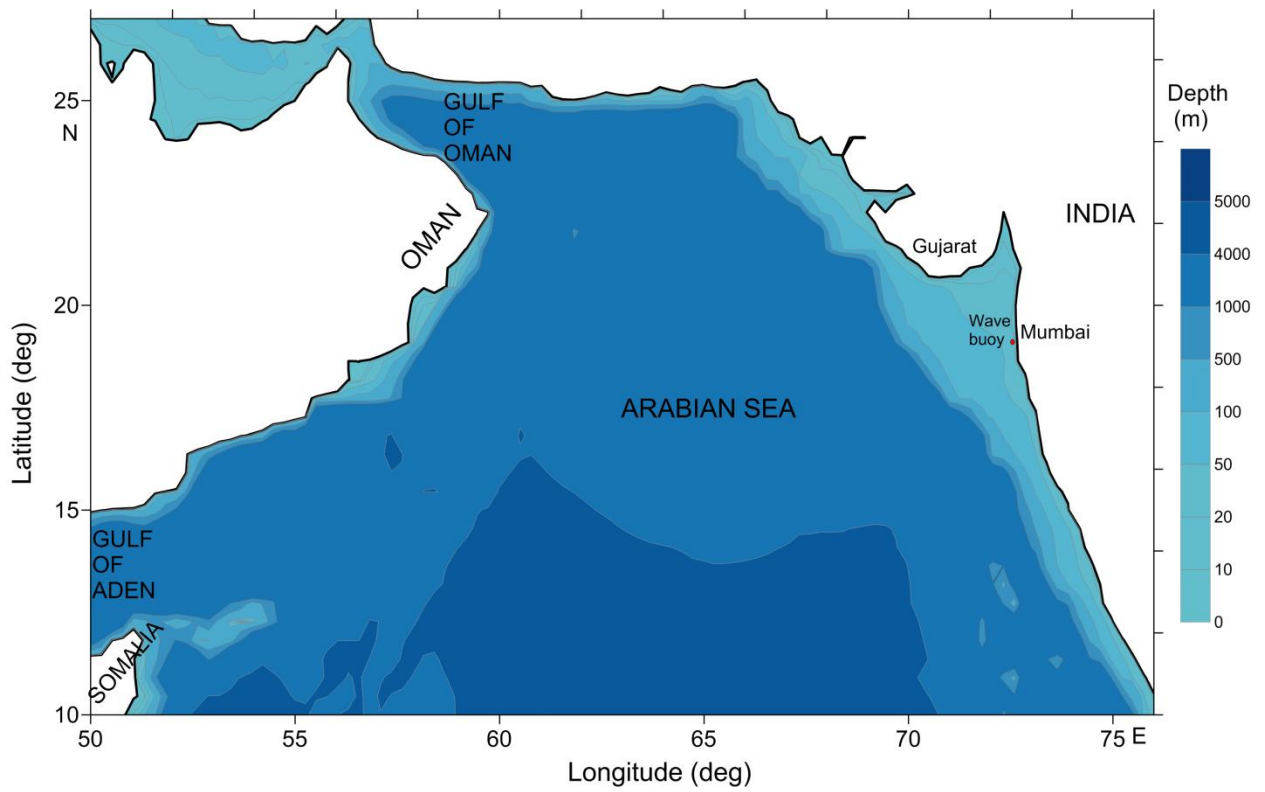 Depth
(m)
25
N
GULF
OF
OMAN
5000
INDIA
OMAN
Gujarat
4000
20
1000
Wave
buoy
Mumbai
500
ARABIAN SEA
100
Latitude (deg)
50
15
20
GULF
OF
ADEN
10
0
SOMALIA
10
50
55
60
65
70
75 E
Longitude (deg)